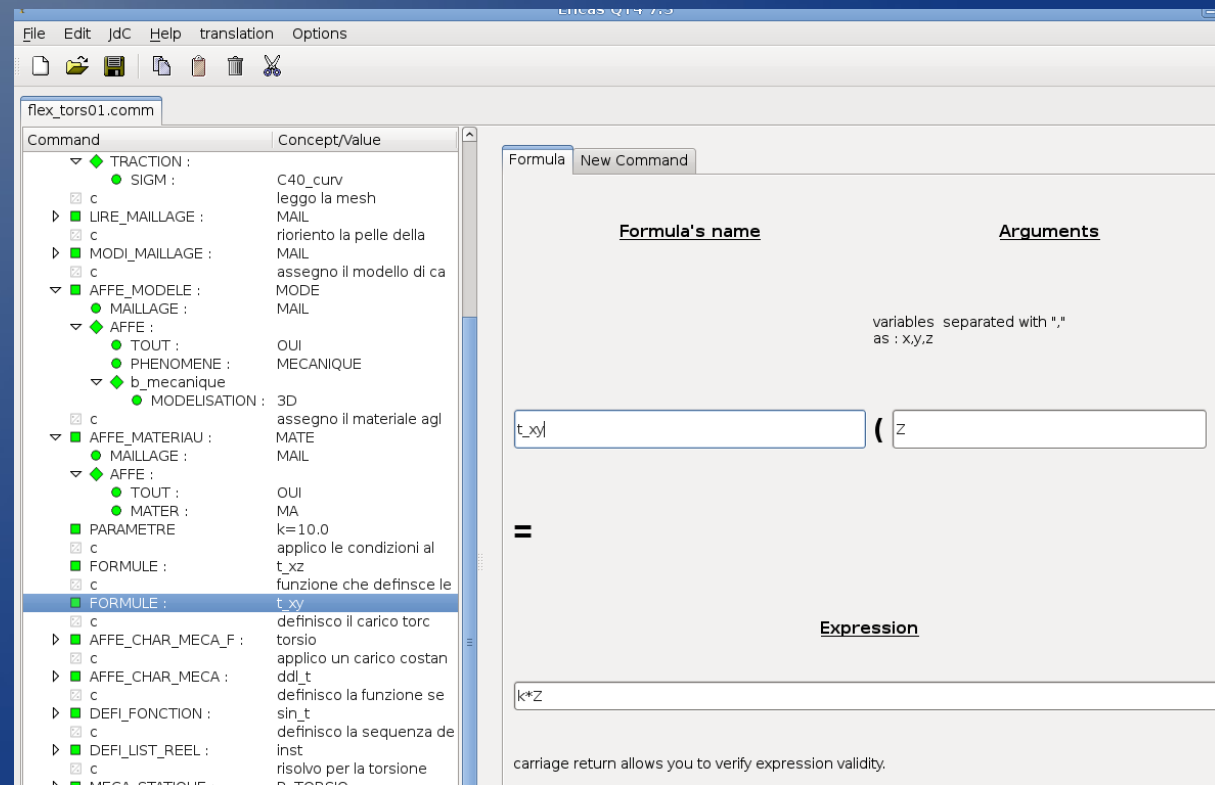 Eficas QT4 7.3
File Edit JdC Help translation Options
flex_tors01.comm
Command Concept/Value
TRACTION :
SIGM : C40_curv
c leggo la mesh
LIRE_MAILLAGE : MAIL
c rioriento la pelle della
MODI_MAILLAGE : MAIL
c assegno il modello di ca
AFFE_MODELE : MODE
MAILLAGE : MAIL
AFFE :
TOUT : OUI
PHENOMENE : MECANIQUE
b_mecanique
MODELISATION : 3D
c assegno il materiale agl
AFFE_MATERIAU : MATE
MAILLAGE : MAIL
AFFE :
TOUT : OUI
MATER : MA
PARAMETRE k=10.0
c applico le condizioni al
FORMULE : t_xz
c funzione che definsce le
FORMULE : t_xy
c definisco il carico torc
AFFE_CHAR_MECA_F : torsio
c applico un carico costan
AFFE_CHAR_MECA : ddl_t
c definisco la funzione se
DEFI_FONCTION : sin_t
c definisco la sequenza de
DEFI_LIST_REEL : inst
c risolvo per la torsione
Formula New Command
Formula's name Arguments
variables separated with ","
as : x,y,z
t_xy ( Z
=
Expression
k*Z
carriage return allows you to verify expression validity.